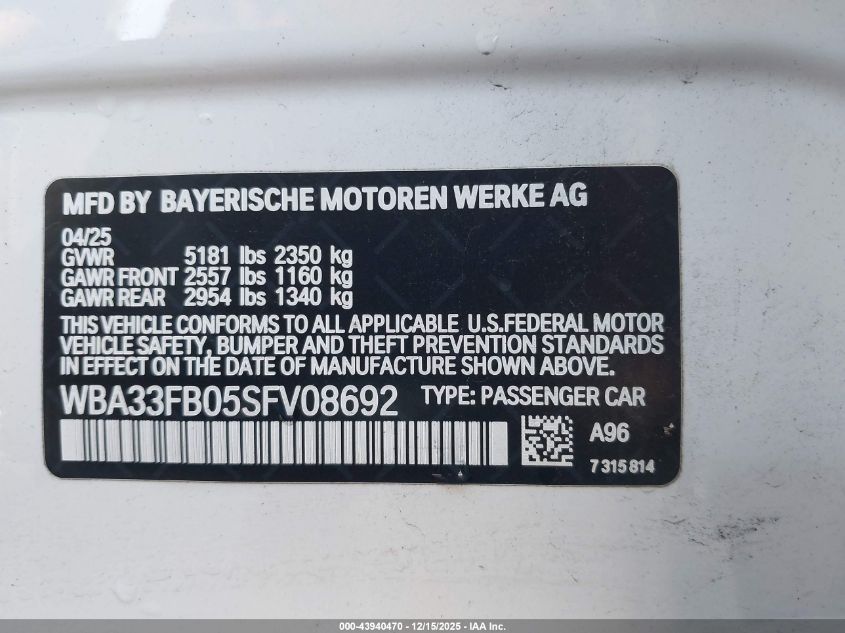 MFD BY BAYERISCHE MOTOREN WERKE AG
04/25
GVWR 5181 lbs 2350 kg
GAWR FRONT 2557 lbs 1160 kg
GAWR REAR 2954 lbs 1340 kg
THIS VEHICLE CONFORMS TO ALL APPLICABLE U.S.FEDERAL MOTOR
VEHICLE SAFETY, BUMPER AND THEFT PREVENTION STANDARDS
IN EFFECT ON THE DATE OF MANUFACTURE SHOWN ABOVE.
WBA33FB05SFV08692 TYPE: PASSENGER CAR
A96
7315814
000-43940470 - 12/15/2025 - IAA Inc.